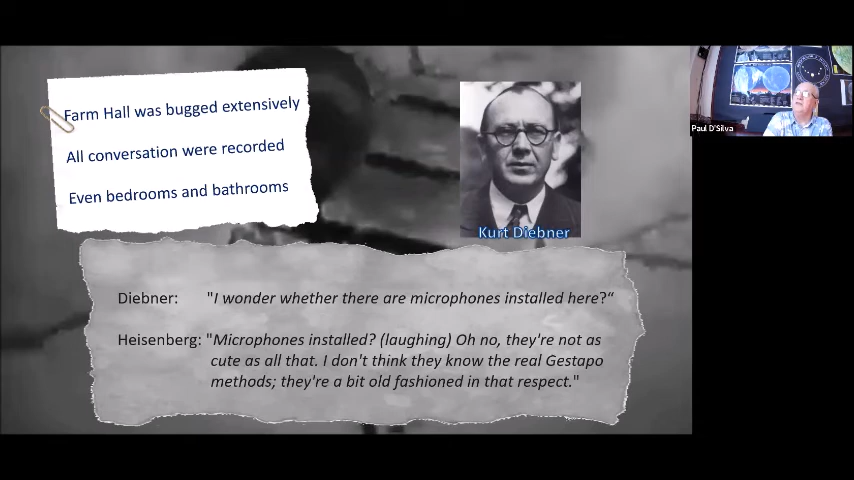 Farm Hall was bugged extensively
All conversation were recorded
Even bedrooms and bathrooms
Kurt Diebner
Paul D'Silva
Diebner: "I wonder whether there are microphones installed here?“
Heisenberg: "Microphones installed? (laughing) Oh no, they're not as
cute as all that. I don't think they know the real Gestapo
methods; they're a bit old fashioned in that respect."